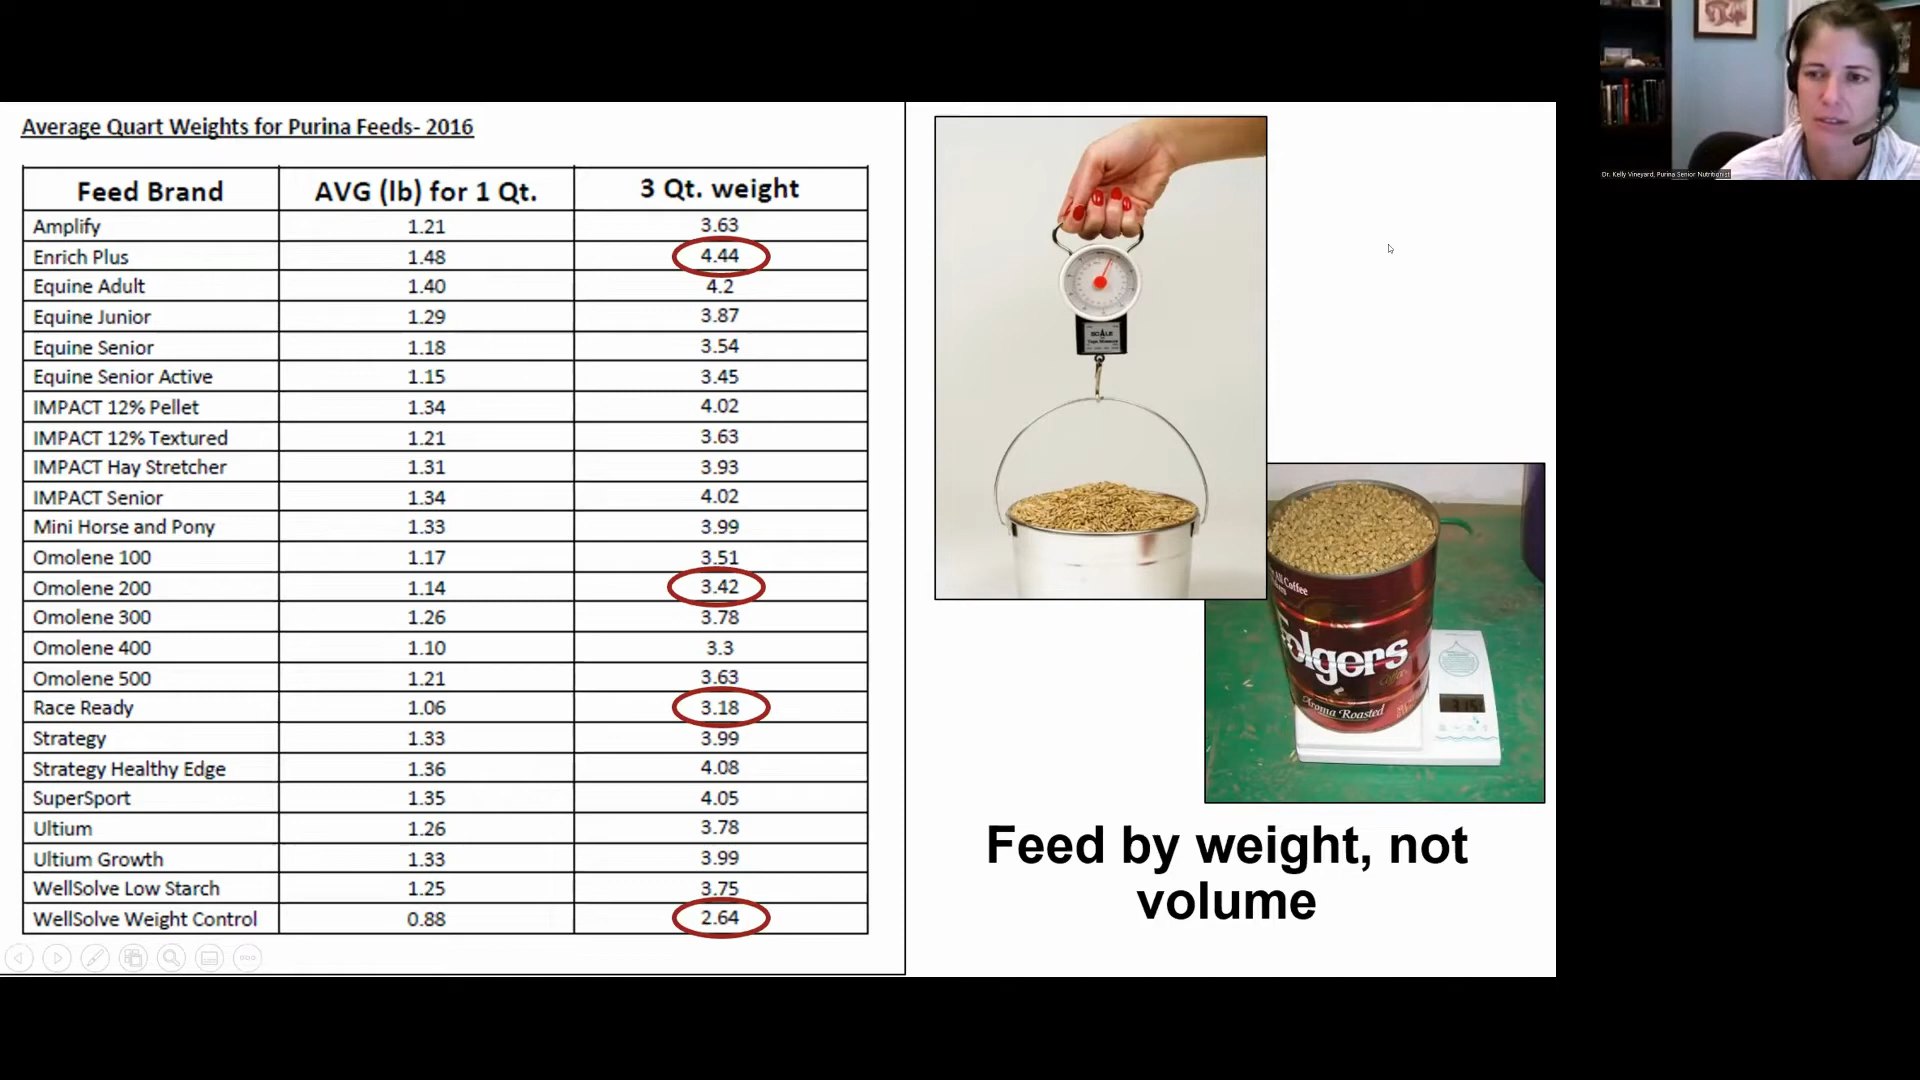 Dr. Kelly Vineyard, Purina Senior Nutritionist
Average Quart Weights for Purina Feeds- 2016
Feed Brand AVG (lb) for 1 Qt. 3 Qt. weight
Amplify 1.21 3.63
Enrich Plus 1.48 4.44
Equine Adult 1.40 4.2
Equine Junior 1.29 3.87
Equine Senior 1.18 3.54
Equine Senior Active 1.15 3.45
IMPACT 12% Pellet 1.34 4.02
IMPACT 12% Textured 1.21 3.63
IMPACT Hay Stretcher 1.31 3.93
IMPACT Senior 1.34 4.02
Mini Horse and Pony 1.33 3.99
Omolene 100 1.17 3.51
Omolene 200 1.14 3.42
Omolene 300 1.26 3.78
Omolene 400 1.10 3.3
Omolene 500 1.21 3.63
Race Ready 1.06 3.18
Strategy 1.33 3.99
Strategy Healthy Edge 1.36 4.08
SuperSport 1.35 4.05
Ultium 1.26 3.78
Ultium Growth 1.33 3.99
WellSolve Low Starch 1.25 3.75
WellSolve Weight Control 0.88 2.64
SCALE
Coffee
Folgers
Aroma Roasted
Feed by weight, not
volume